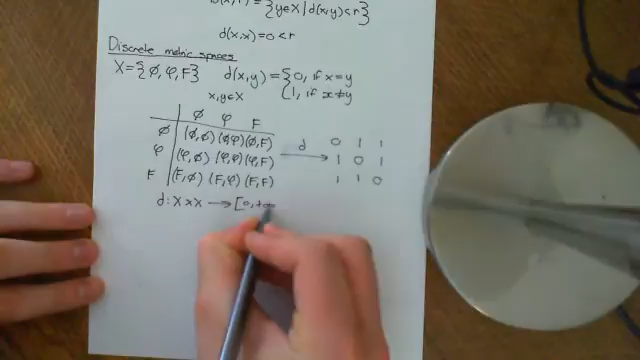 B(x,r) = {y∈X | d(x,y) < r}
d(x,x) = 0 < r
Discrete metric spaces
X = {Ø, φ, F} d(x,y) = {0, if x = y
x,y ∈ X {1, if x ≠ y
Ø φ F
Ø (Ø,Ø) (Ø,φ) (Ø,F) d 0 1 1
φ (φ,Ø) (φ,φ) (φ,F) → 1 0 1
F (F,Ø) (F,φ) (F,F) 1 1 0
d: X × X → [0, +∞